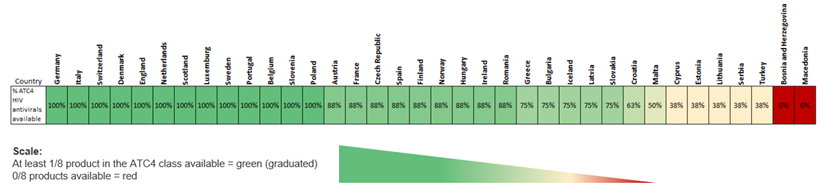 Country
Germany
Italy
Switzerland
Denmark
England
Netherlands
Scotland
Luxemburg
Sweden
Portugal
Belgium
Slovenia
Poland
Austria
France
Czech Republic
Spain
Finland
Norway
Hungary
Ireland
Romania
Greece
Bulgaria
Iceland
Latvia
Slovakia
Croatia
Malta
Cyprus
Estonia
Lithuania
Serbia
Turkey
Bonia and Herzegovina
Macedonia
% ATC4
HIV
antivirals
available
100% 100% 100% 100% 100% 100% 100% 100% 100% 100% 100% 100% 100% 88% 88% 88% 88% 88% 88% 88% 88% 88% 75% 75% 75% 75% 75% 63% 50% 38% 38% 38% 38% 38% 0% 0%
Scale:
At least 1/8 product in the ATC4 class available = green (graduated)
0/8 products available = red